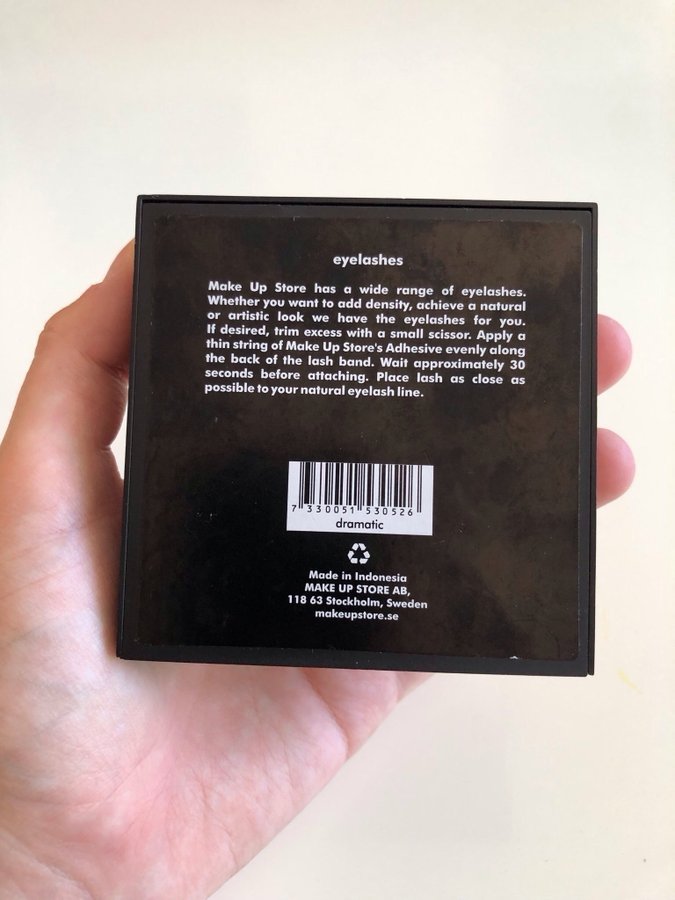 eyelashes
Make Up Store has a wide range of eyelashes.
Whether you want to add density, achieve a natural
or artistic look we have the eyelashes for you.
If desired, trim excess with a small scissor. Apply a
thin string of Make Up Store's Adhesive evenly along
the back of the lash band. Wait approximately 30
seconds before attaching. Place lash as close as
possible to your natural eyelash line.
7 330051 530526
dramatic
Made in Indonesia
MAKE UP STORE AB,
118 63 Stockholm, Sweden
makeupstore.se